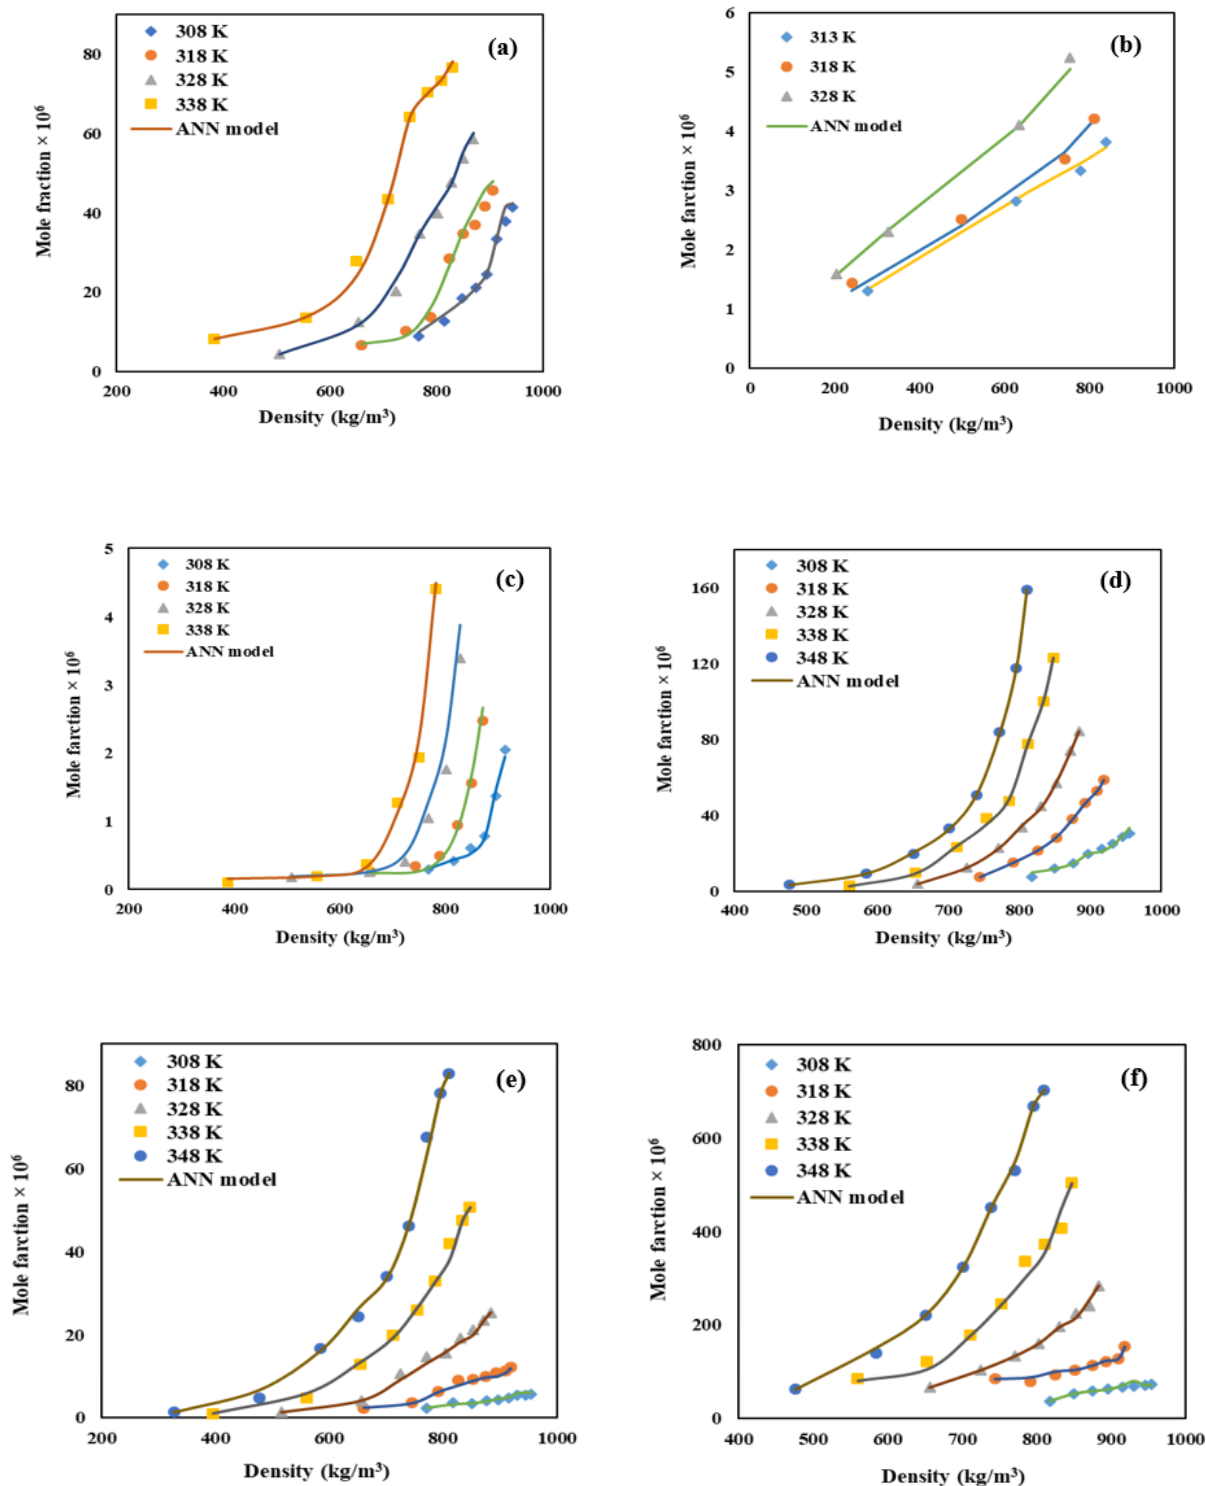 (a)
308 K
318 K
328 K
338 K
ANN model
80
60
40
20
0
200
400
600
800
1000
Mole fraction × 10⁶
Density (kg/m³)
(b)
313 K
318 K
328 K
ANN model
6
5
4
3
2
1
0
0
200
400
600
800
1000
Mole farction × 10⁶
Density (kg/m³)
(c)
308 K
318 K
328 K
338 K
ANN model
5
4
3
2
1
0
200
400
600
800
1000
Mole farction × 10⁶
Density (kg/m³)
(d)
308 K
318 K
328 K
338 K
348 K
ANN model
160
120
80
40
0
400
500
600
700
800
900
1000
Mole farction × 10⁶
Density (kg/m³)
(e)
308 K
318 K
328 K
338 K
348 K
ANN model
80
60
40
20
0
200
400
600
800
1000
Mole farction × 10⁶
Density (kg/m³)
(f)
308 K
318 K
328 K
338 K
348 K
ANN model
800
600
400
200
0
400
500
600
700
800
900
1000
Mole farction × 10⁶
Density (kg/m³)